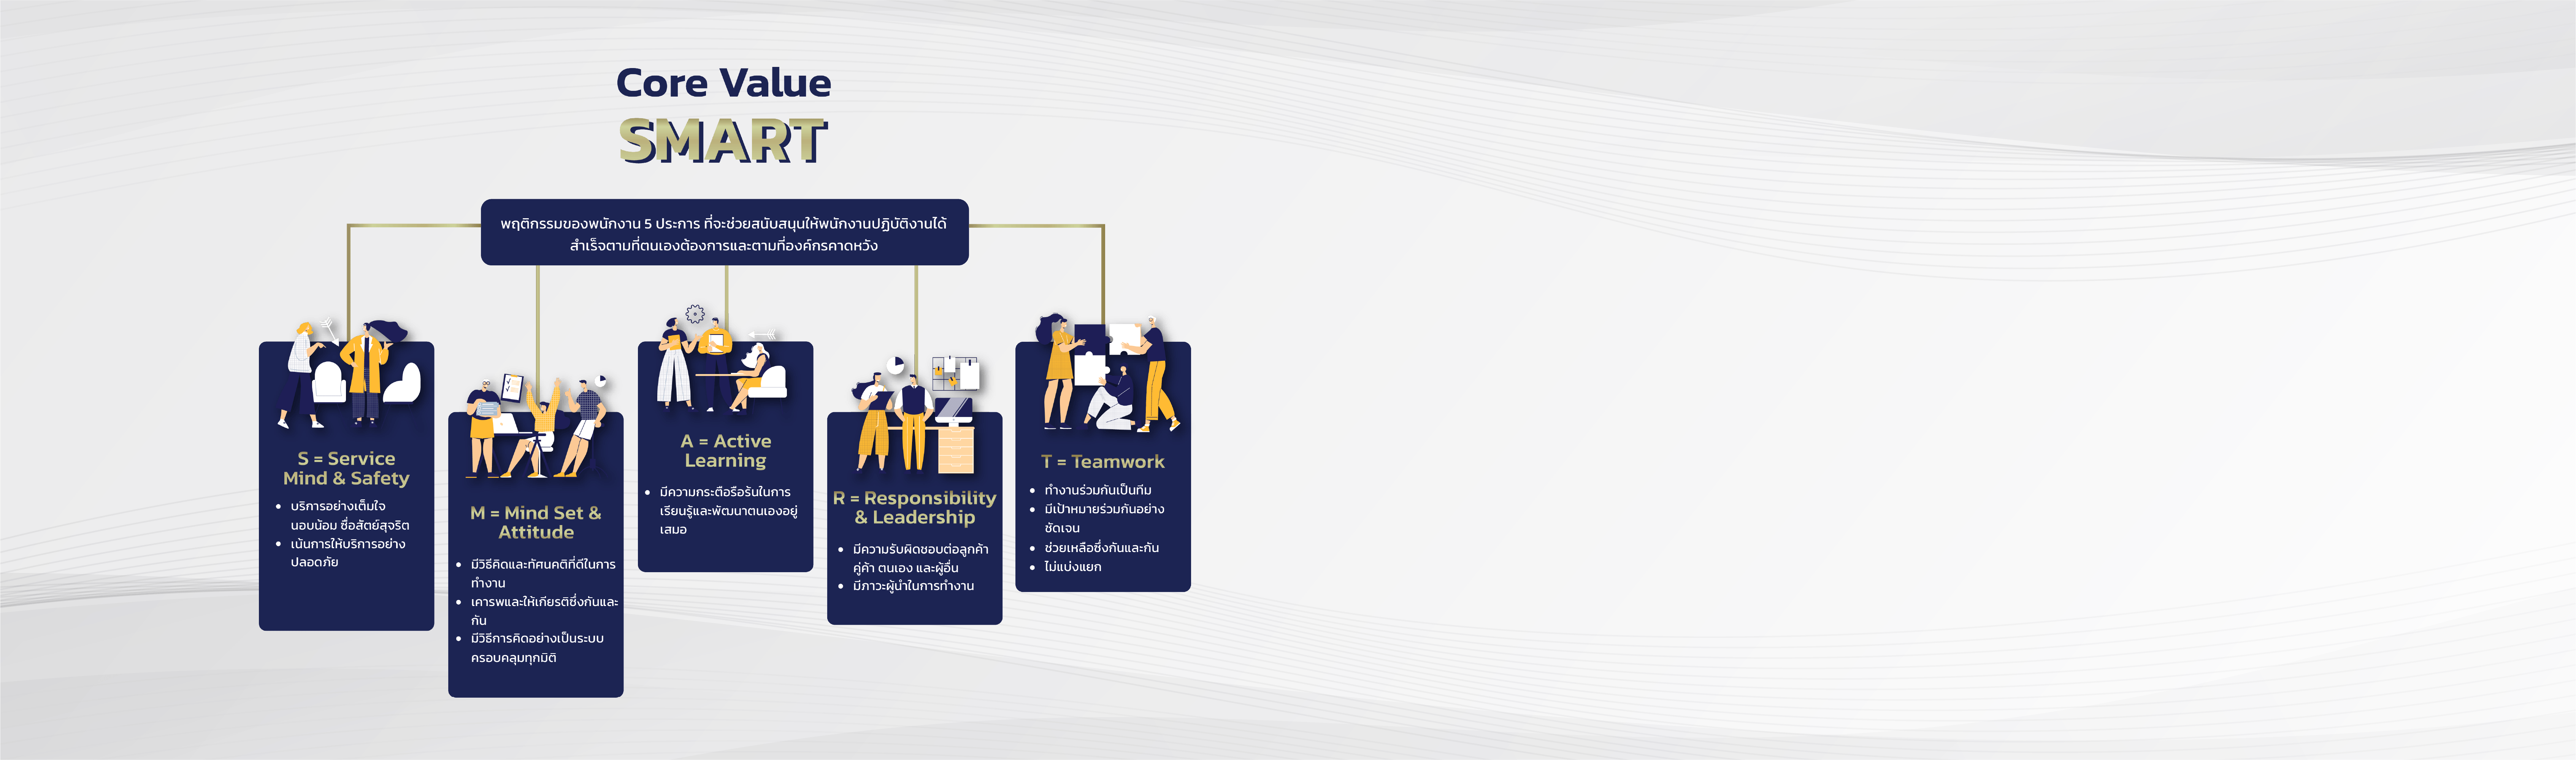 Core Value
SMART
พฤติกรรมของพนักงาน 5 ประการ ที่จะช่วยสนับสนุนให้พนักงานปฏิบัติงานได้
สำเร็จตามที่ตนเองต้องการและตามที่องค์กรคาดหวัง
S = Service
Mind & Safety
• บริการอย่างเต็มใจ
นอบน้อม ซื่อสัตย์สุจริต
• เน้นการให้บริการอย่าง
ปลอดภัย
M = Mind Set &
Attitude
• มีวิธีคิดและทัศนคติที่ดีในการ
ทำงาน
• เคารพและให้เกียรติซึ่งกันและ
กัน
• มีวิธีการคิดอย่างเป็นระบบ
ครอบคลุมทุกมิติ
A = Active
Learning
• มีความกระตือรือร้นในการ
เรียนรู้และพัฒนาตนเองอยู่
เสมอ
R = Responsibility
& Leadership
• มีความรับผิดชอบต่อลูกค้า
คู่ค้า ตนเอง และผู้อื่น
• มีภาวะผู้นำในการทำงาน
T = Teamwork
• ทำงานร่วมกันเป็นทีม
• มีเป้าหมายร่วมกันอย่าง
ชัดเจน
• ช่วยเหลือซึ่งกันและกัน
• ไม่แบ่งแยก